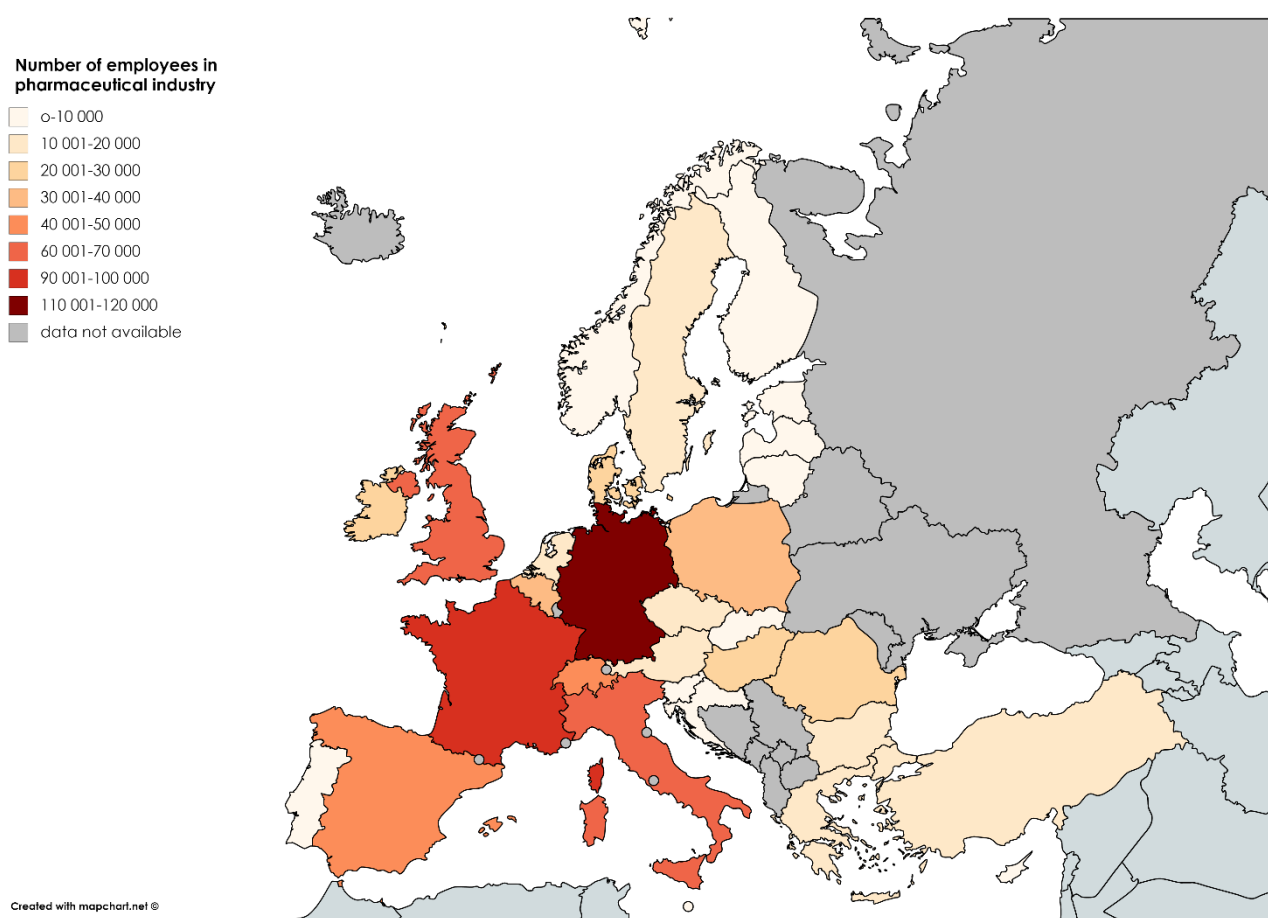 Number of employees in
pharmaceutical industry
o-10 000
10 001-20 000
20 001-30 000
30 001-40 000
40 001-50 000
60 001-70 000
90 001-100 000
110 001-120 000
data not available
Created with mapchart.net ©